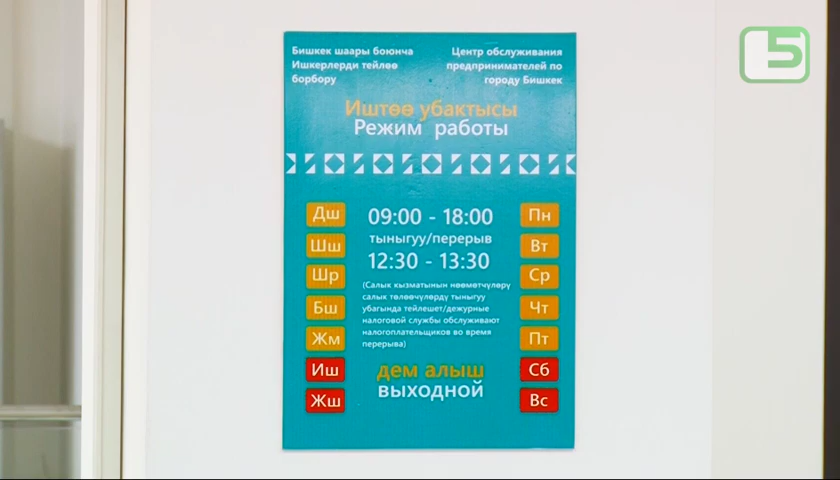 Бишкек шаары боюнча
Ишкерлерди тейлөө
борбору
Центр обслуживания
предпринимателей по
городу Бишкек
Иштөө убактысы
Режим работы
Дш 09:00 - 18:00 Пн
тыныгуу/перерыв
Шш Вт
12:30 - 13:30
Шр Ср
(Салык кызматынын нөөмөтчүлөрү
салык төлөөчүлөрдү тыныгуу
Бш убагында тейлешет/дежурные Чт
налоговой службы обслуживают
налогоплательщиков во время
Жм перерыва) Пт
Иш дем алыш Сб
ВЫХОДНОЙ
Жш Вс
5